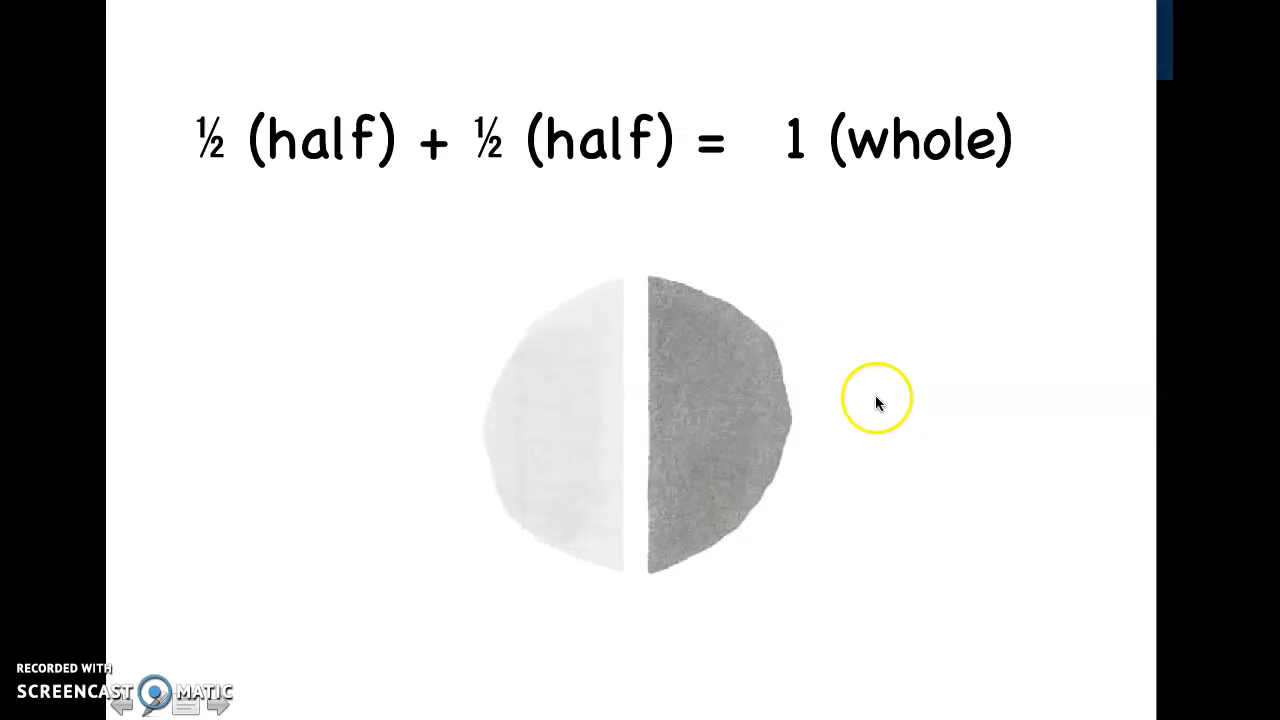 ½ (half) + ½ (half) = 1 (whole)
RECORDED WITH
SCREENCAST MATIC